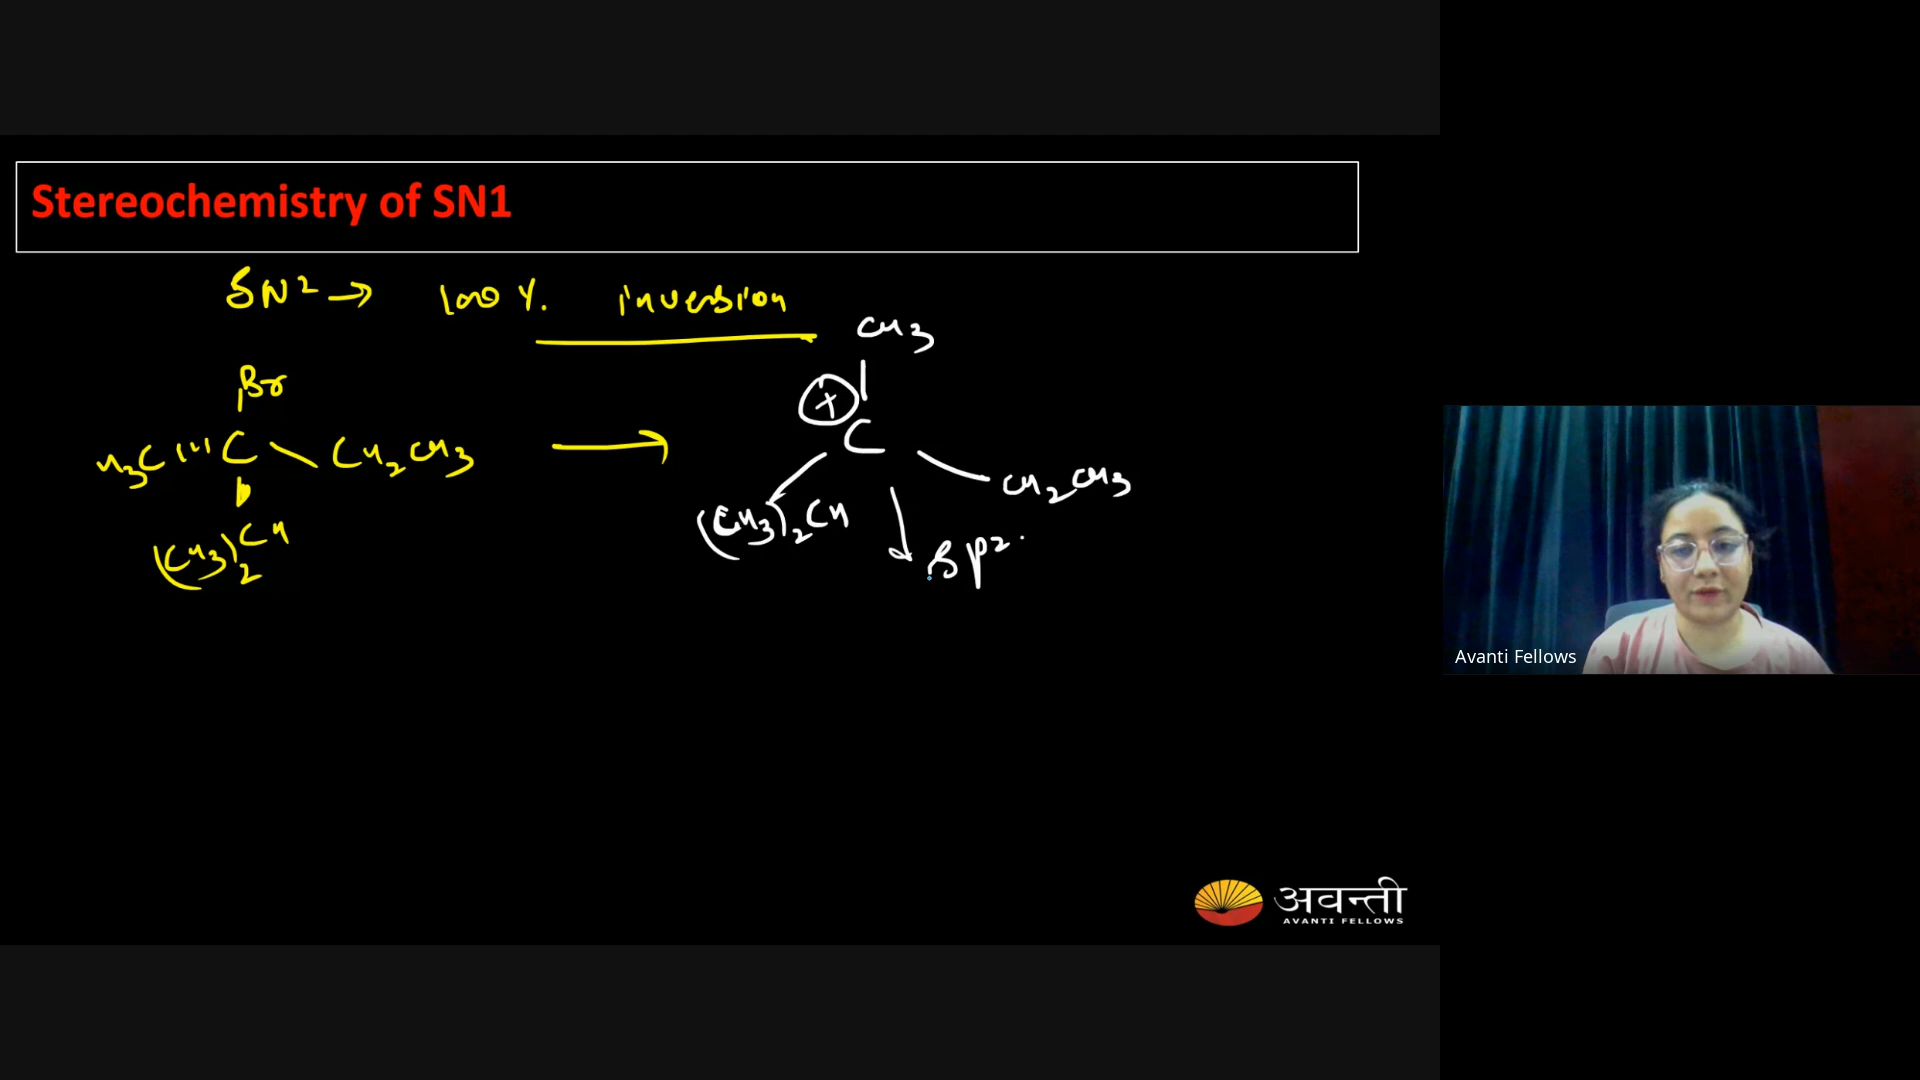 Stereochemistry of SN1
SN² → 100 %. inversion
Br
H₃C ''' C \ CH₂CH₃
(CH₃)₂CH
→
CH₃
+
C
(CH₃)₂CH
CH₂CH₃
sp²
Avanti Fellows
अवन्ती
AVANTI FELLOWS